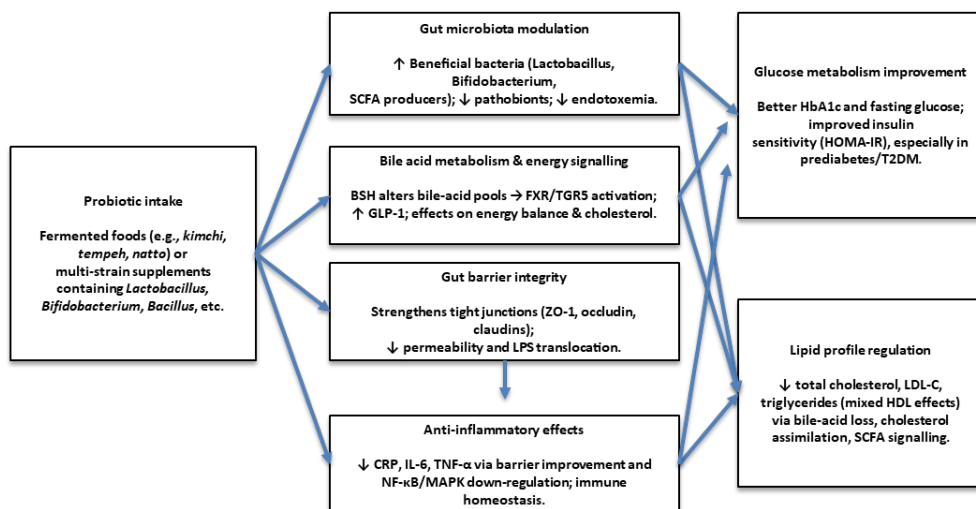 Probiotic intake
Fermented foods (e.g., kimchi,
tempeh, natto) or
multi-strain supplements
containing Lactobacillus,
Bifidobacterium, Bacillus, etc.
Gut microbiota modulation
↑ Beneficial bacteria (Lactobacillus,
Bifidobacterium,
SCFA producers); ↓ pathobionts; ↓ endotoxemia.
Bile acid metabolism & energy signalling
BSH alters bile-acid pools → FXR/TGR5 activation;
↑ GLP-1; effects on energy balance & cholesterol.
Gut barrier integrity
Strengthens tight junctions (ZO-1, occludin,
claudins);
↓ permeability and LPS translocation.
Anti-inflammatory effects
↓ CRP, IL-6, TNF-α via barrier improvement and
NF-κB/MAPK down-regulation; immune
homeostasis.
Glucose metabolism improvement
Better HbA1c and fasting glucose;
improved insulin
sensitivity (HOMA-IR), especially in
prediabetes/T2DM.
Lipid profile regulation
↓ total cholesterol, LDL-C,
triglycerides (mixed HDL effects)
via bile-acid loss, cholesterol
assimilation, SCFA signalling.